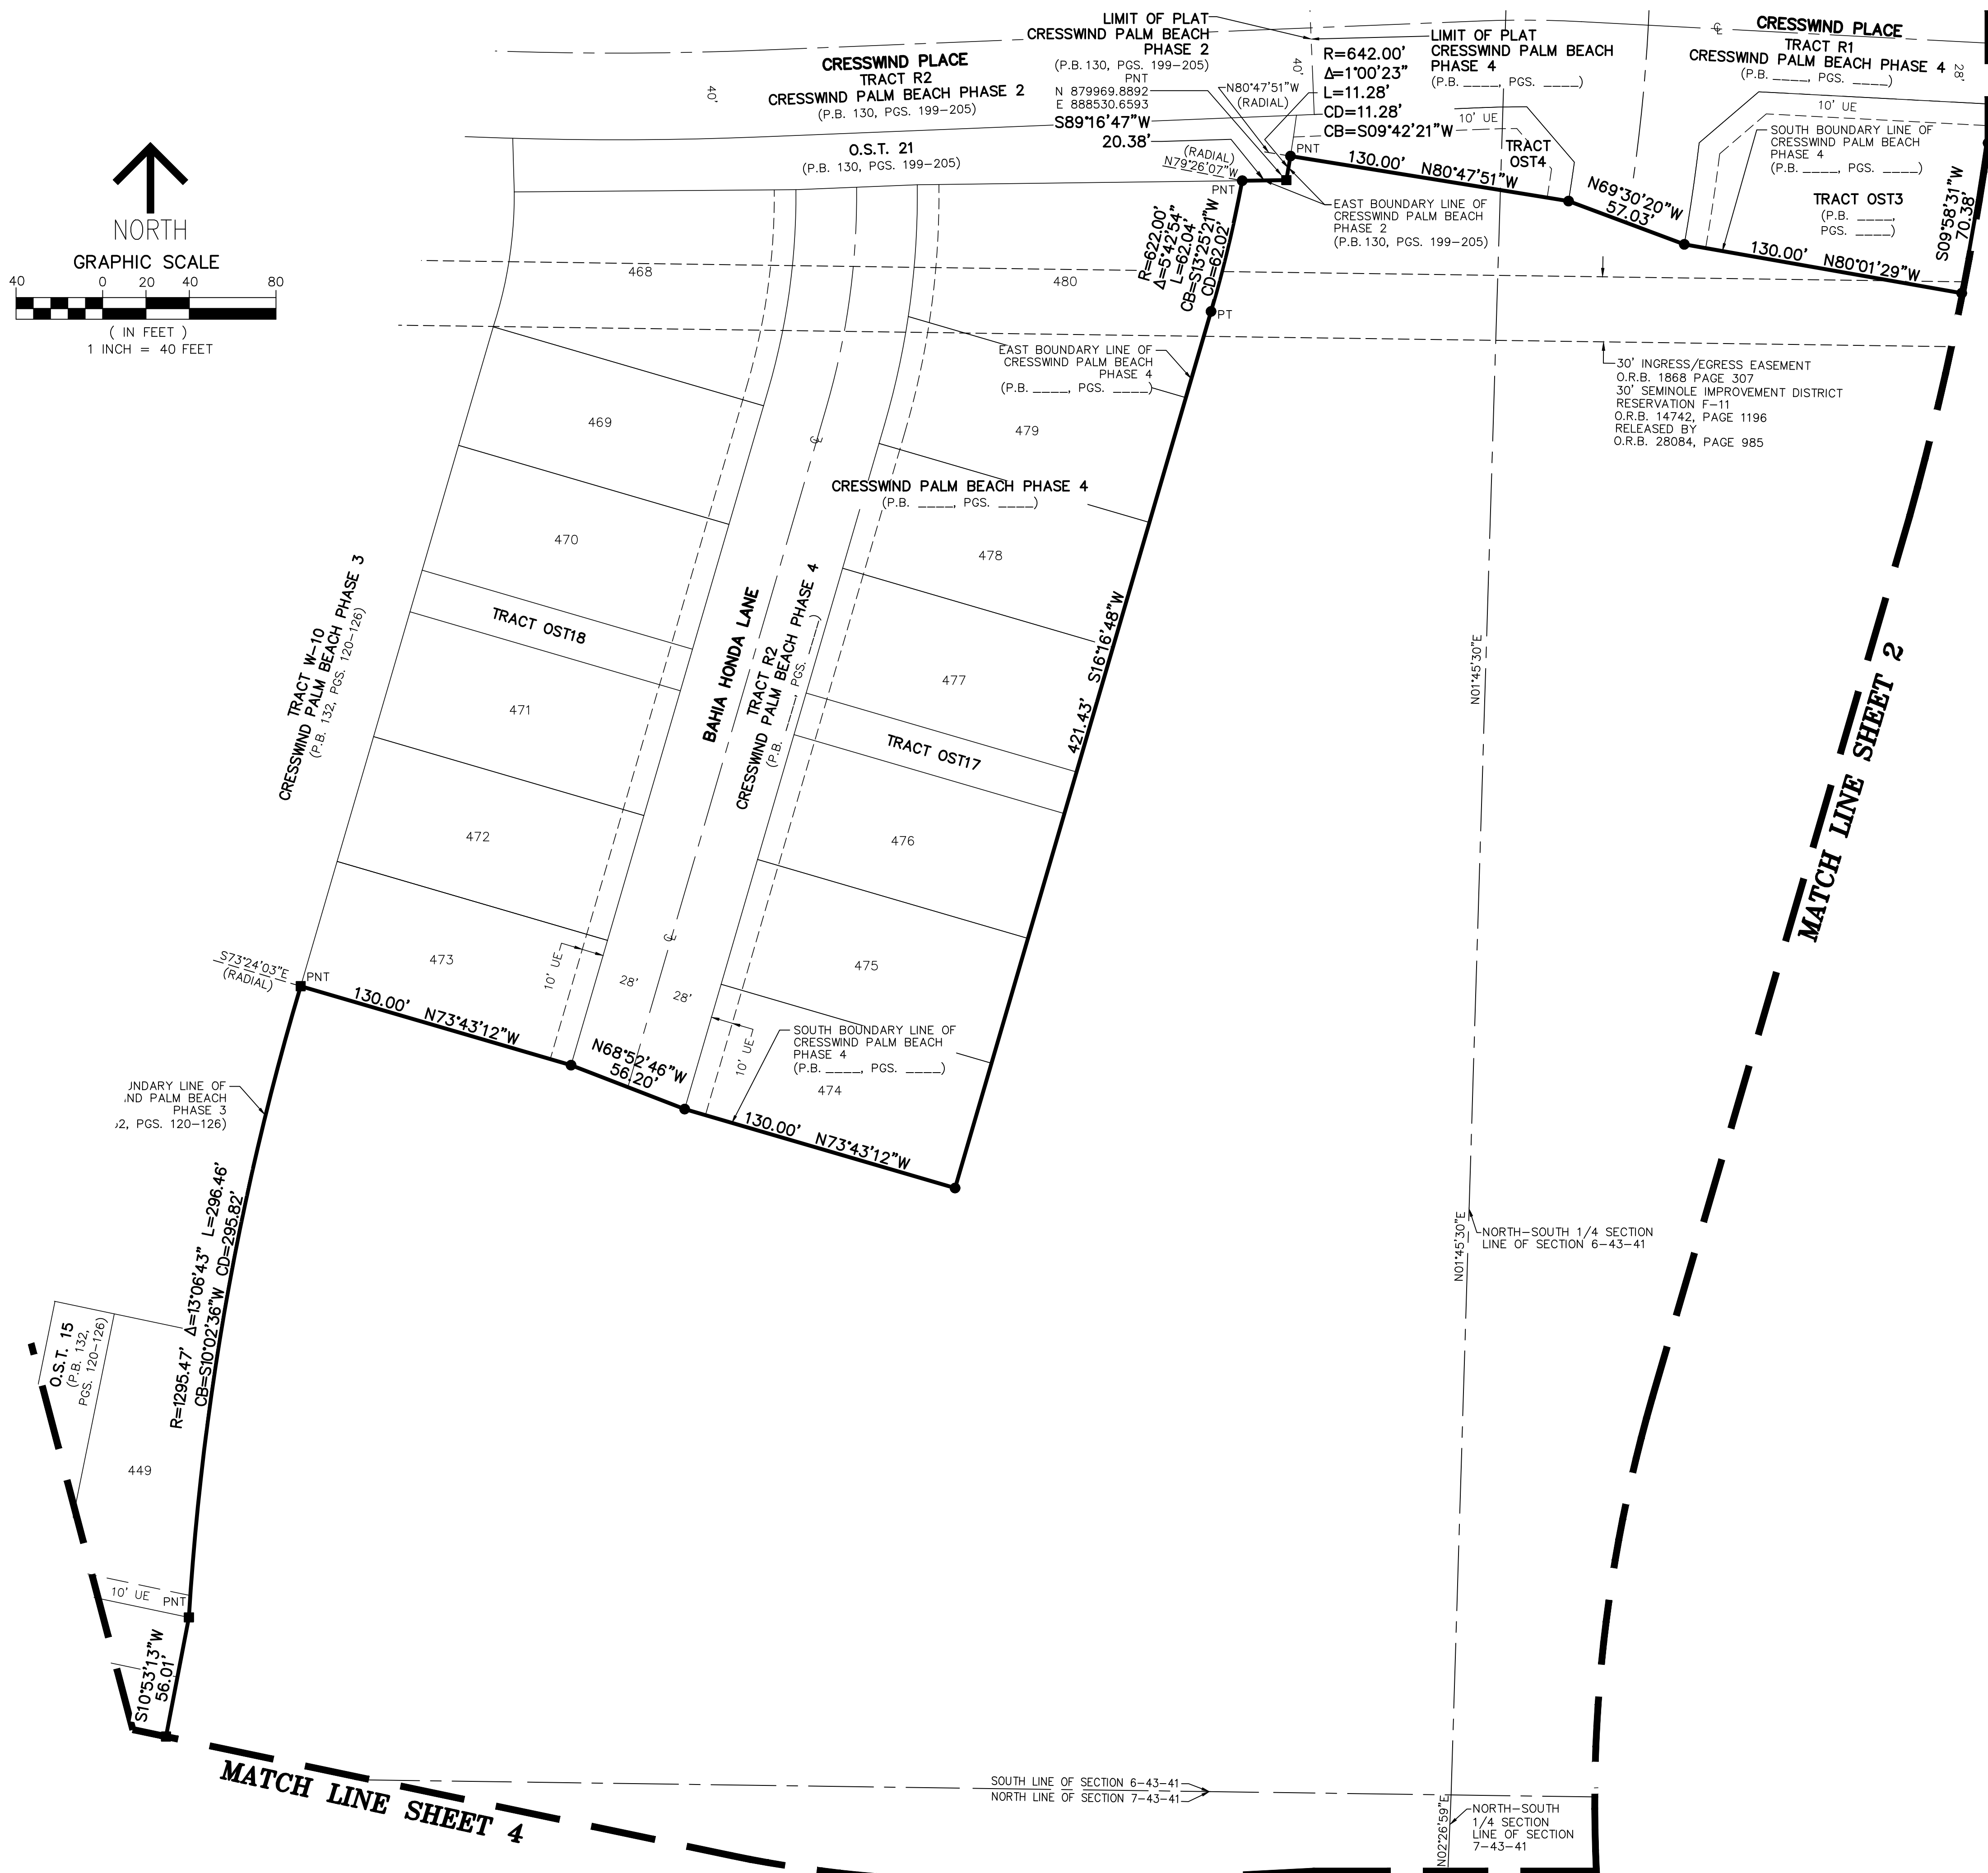 LIMIT OF PLAT
CRESSWIND PALM BEACH
PHASE 2
(P.B. 130, PGS. 199-205)
PNT
N 879969.8892
E 888530.6593
S89°16'47"W
20.38'
CRESSWIND PLACE
TRACT R2
CRESSWIND PALM BEACH PHASE 2
(P.B. 130, PGS. 199-205)
40'
N80°47'51"W
(RADIAL)
40'
R=642.00'
Δ=1°00'23"
L=11.28'
CD=11.28'
CB=S09°42'21"W
LIMIT OF PLAT
CRESSWIND PALM BEACH
PHASE 4
(P.B. ____, PGS. ____)
10' UE
TRACT
OST4
℄
CRESSWIND PLACE
TRACT R1
CRESSWIND PALM BEACH PHASE 4
(P.B. ____, PGS. ____)
28'
10' UE
SOUTH BOUNDARY LINE OF
CRESSWIND PALM BEACH
PHASE 4
(P.B. ____, PGS. ____)
TRACT OST3
(P.B. ____,
PGS. ____)
S09°58'31"W
70.38'
NORTH
GRAPHIC SCALE
40 0 20 40 80
( IN FEET )
1 INCH = 40 FEET
O.S.T. 21
(P.B. 130, PGS. 199-205)
(RADIAL)
N79°26'07"W
PNT
PNT
130.00' N80°47'51"W
N69°30'20"W
57.03'
130.00' N80°01'29"W
EAST BOUNDARY LINE OF
CRESSWIND PALM BEACH
PHASE 2
(P.B. 130, PGS. 199-205)
R=622.00'
Δ=5°42'54"
L=62.04'
CB=S13°25'21"W
CD=62.02'
PT
468
480
EAST BOUNDARY LINE OF
CRESSWIND PALM BEACH
PHASE 4
(P.B. ____, PGS. ____)
30' INGRESS/EGRESS EASEMENT
O.R.B. 1868 PAGE 307
30' SEMINOLE IMPROVEMENT DISTRICT
RESERVATION F-11
O.R.B. 14742, PAGE 1196
RELEASED BY
O.R.B. 28084, PAGE 985
469
479
℄
CRESSWIND PALM BEACH PHASE 4
(P.B. ____, PGS. ____)
470
478
TRACT W-10
CRESSWIND PALM BEACH PHASE 3
(P.B. 132, PGS. 120-126)
TRACT OST18
BAHIA HONDA LANE
TRACT R2
CRESSWIND PALM BEACH PHASE 4
(P.B. ____, PGS. ____)
477
421.43' S16°16'48"W
N01°45'30"E
MATCH LINE SHEET 2
471
TRACT OST17
472
476
℄
473
475
S73°24'03"E
(RADIAL)
PNT
10' UE
28'
28'
130.00' N73°43'12"W
N68°52'46"W
56.20'
10' UE
SOUTH BOUNDARY LINE OF
CRESSWIND PALM BEACH
PHASE 4
(P.B. ____, PGS. ____)
474
130.00' N73°43'12"W
UNDARY LINE OF
ND PALM BEACH
PHASE 3
2, PGS. 120-126)
R=1295.47' Δ=13°06'43" L=296.46'
CB=S10°02'36"W CD=295.82'
N01°45'30"E
NORTH-SOUTH 1/4 SECTION
LINE OF SECTION 6-43-41
O.S.T. 15
(P.B. 132,
PGS. 120-126)
449
10' UE
PNT
S10°53'13"W
56.01'
MATCH LINE SHEET 4
SOUTH LINE OF SECTION 6-43-41
NORTH LINE OF SECTION 7-43-41
N02°26'59"E
NORTH-SOUTH
1/4 SECTION
LINE OF SECTION
7-43-41